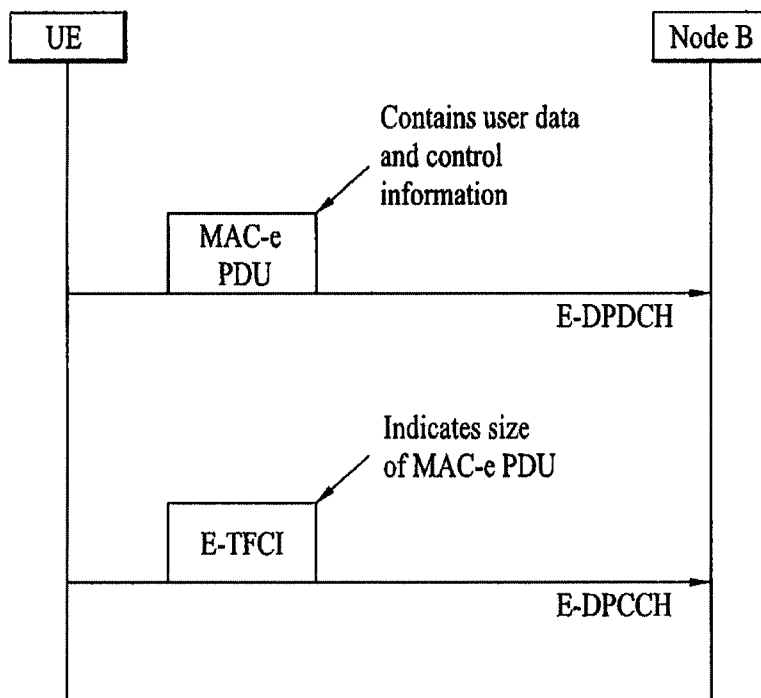 UE
Node B
Contains user data
and control
information
MAC-e
PDU
E-DPDCH
Indicates size
of MAC-e PDU
E-TFCI
E-DPCCH